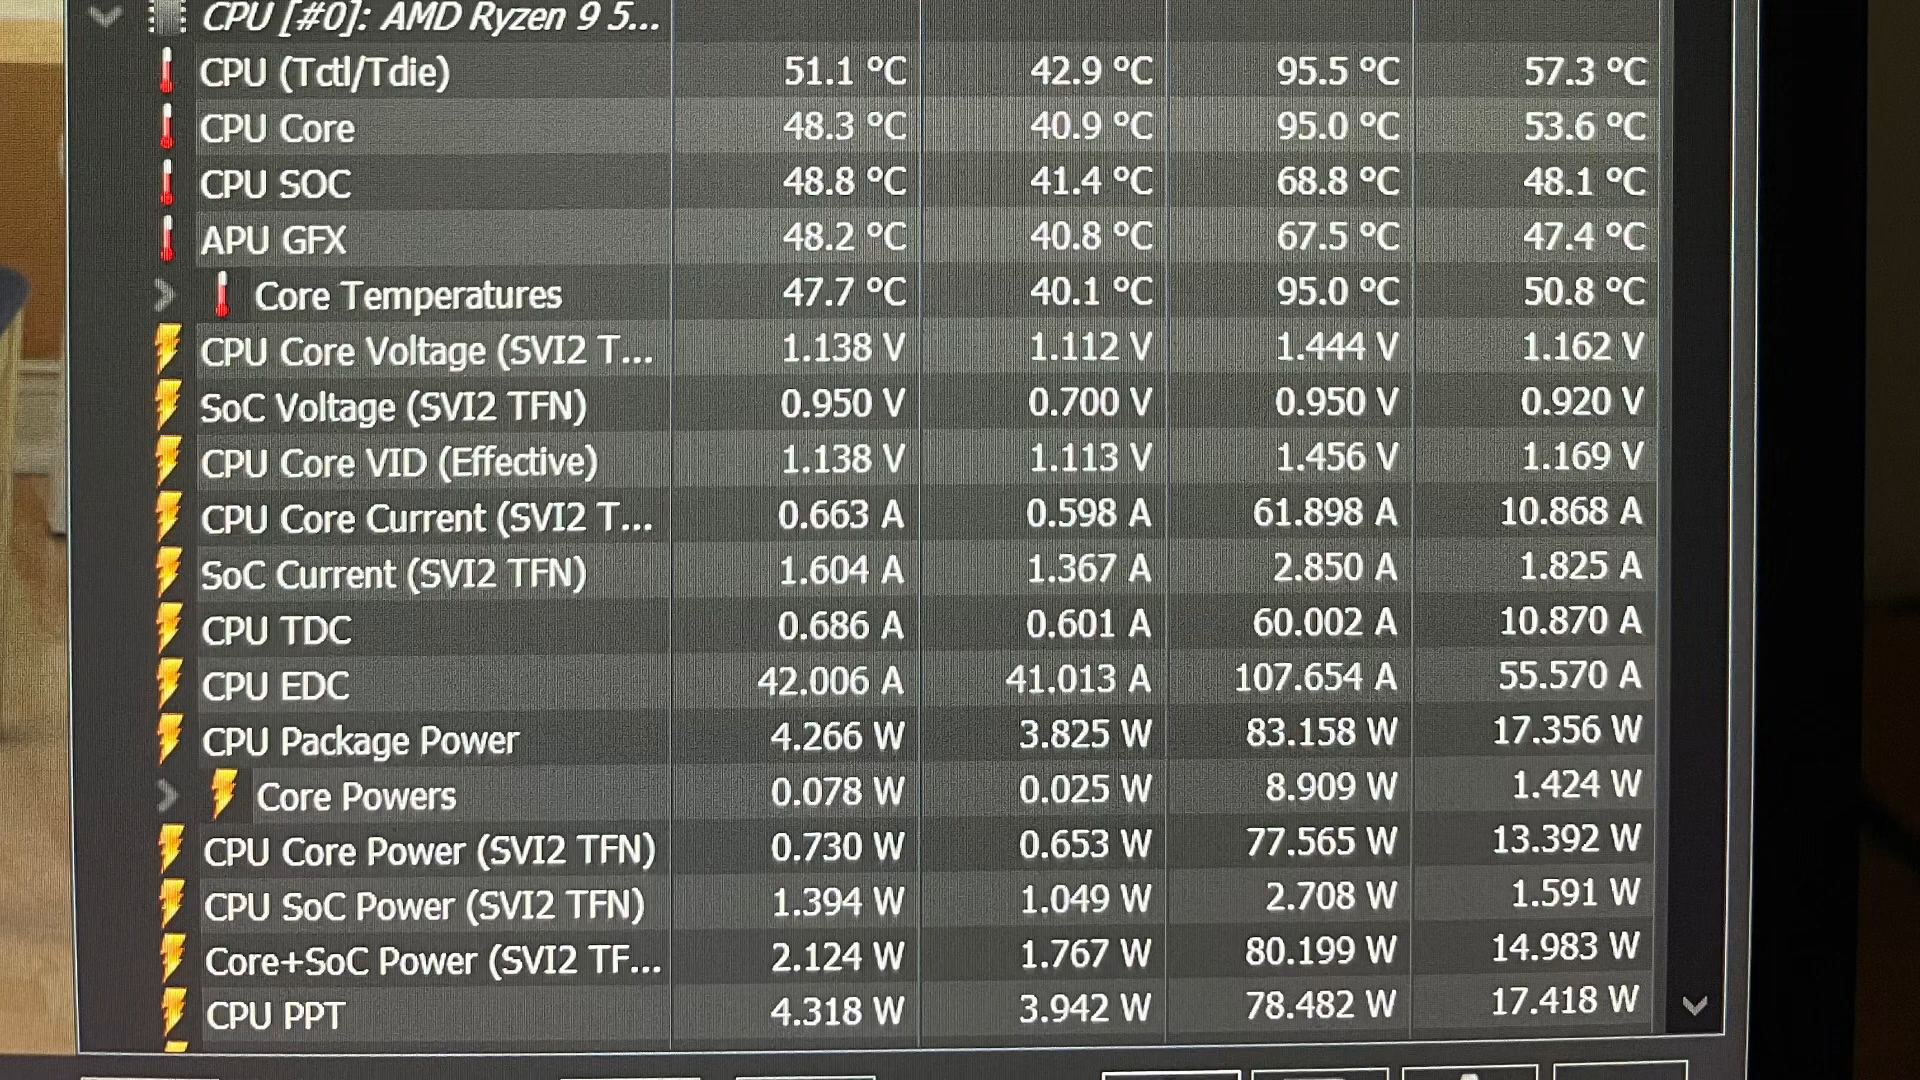 CPU [#0]: AMD Ryzen 9 5...
CPU (Tctl/Tdie) 51.1 °C 42.9 °C 95.5 °C 57.3 °C
CPU Core 48.3 °C 40.9 °C 95.0 °C 53.6 °C
CPU SOC 48.8 °C 41.4 °C 68.8 °C 48.1 °C
APU GFX 48.2 °C 40.8 °C 67.5 °C 47.4 °C
Core Temperatures 47.7 °C 40.1 °C 95.0 °C 50.8 °C
CPU Core Voltage (SVI2 T... 1.138 V 1.112 V 1.444 V 1.162 V
SoC Voltage (SVI2 TFN) 0.950 V 0.700 V 0.950 V 0.920 V
CPU Core VID (Effective) 1.138 V 1.113 V 1.456 V 1.169 V
CPU Core Current (SVI2 T... 0.663 A 0.598 A 61.898 A 10.868 A
SoC Current (SVI2 TFN) 1.604 A 1.367 A 2.850 A 1.825 A
CPU TDC 0.686 A 0.601 A 60.002 A 10.870 A
CPU EDC 42.006 A 41.013 A 107.654 A 55.570 A
CPU Package Power 4.266 W 3.825 W 83.158 W 17.356 W
Core Powers 0.078 W 0.025 W 8.909 W 1.424 W
CPU Core Power (SVI2 TFN) 0.730 W 0.653 W 77.565 W 13.392 W
CPU SoC Power (SVI2 TFN) 1.394 W 1.049 W 2.708 W 1.591 W
Core+SoC Power (SVI2 TF... 2.124 W 1.767 W 80.199 W 14.983 W
CPU PPT 4.318 W 3.942 W 78.482 W 17.418 W